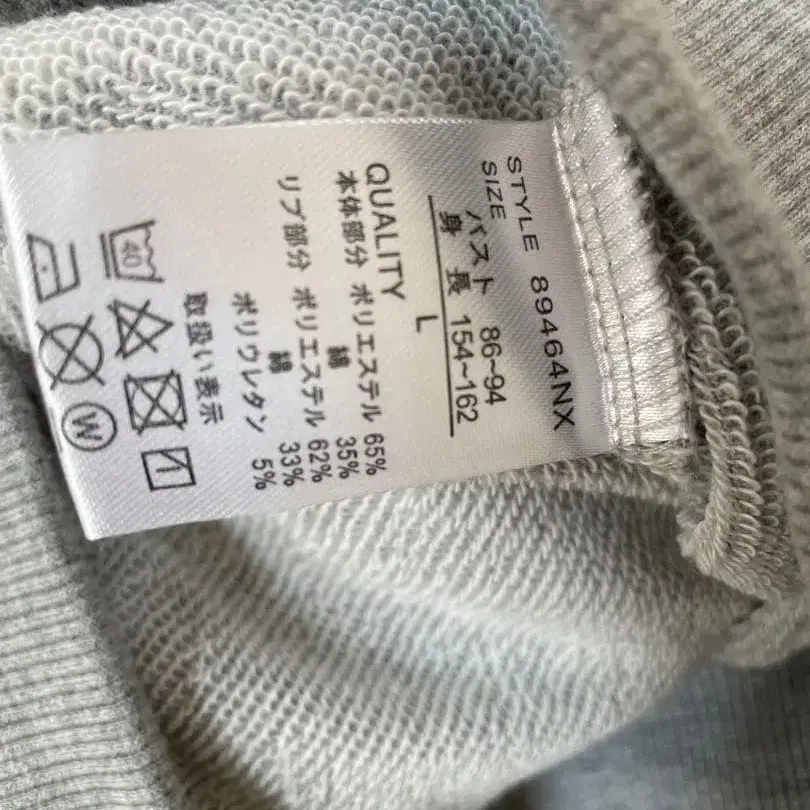 STYLE 89464NX
SIZE
バスト 86~94
身長 154~162
L
QUALITY
本体部分 ポリエステル 65%
綿 35%
リブ部分 ポリエステル 62%
綿 33%
ポリウレタン 5%
取扱い表示
40
W